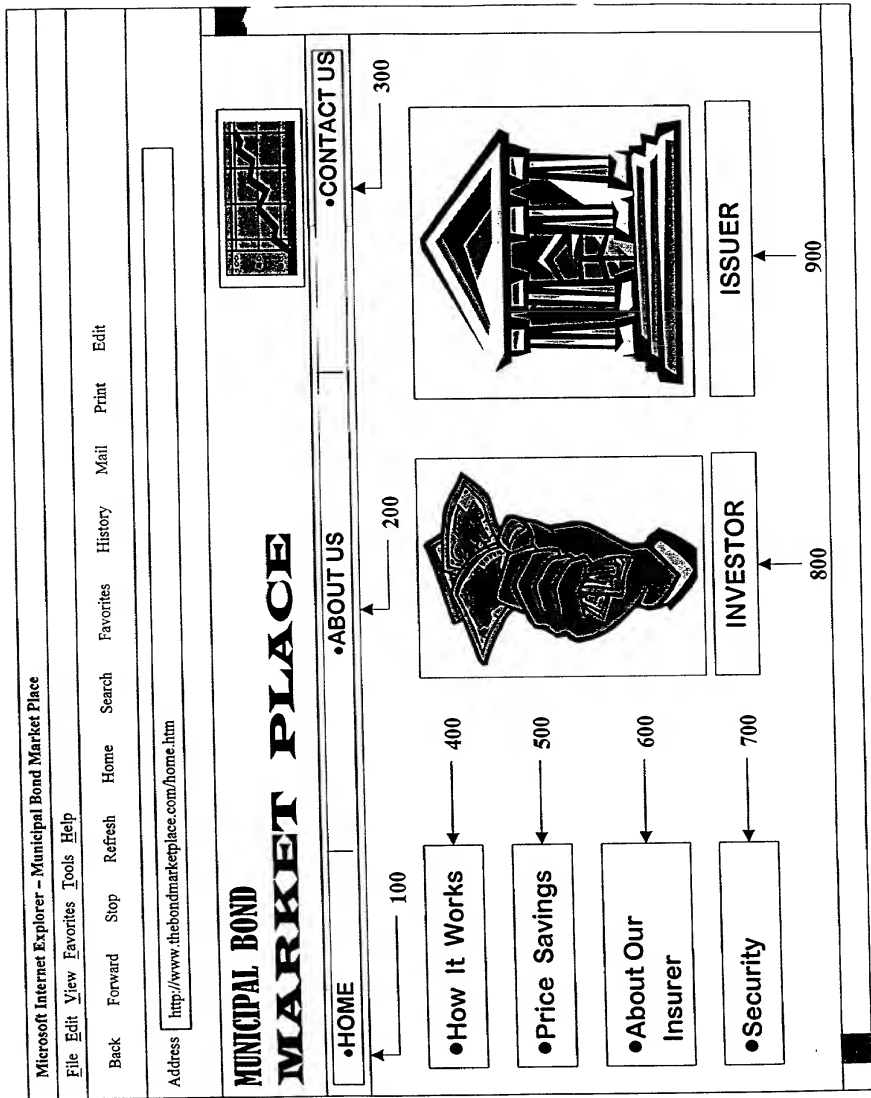 Microsoft Internet Explorer – Municipal Bond Market Place
File Edit View Favorites Tools Help
Back Forward Stop Refresh Home Search Favorites History Mail Print Edit
Address http://www.thebondmarketplace.com/home.htm
MUNICIPAL BOND
MARKET PLACE
•HOME •ABOUT US •CONTACT US
100 200 300
•How It Works 400
•Price Savings 500
•About Our
Insurer 600
•Security 700
INVESTOR ISSUER
800 900